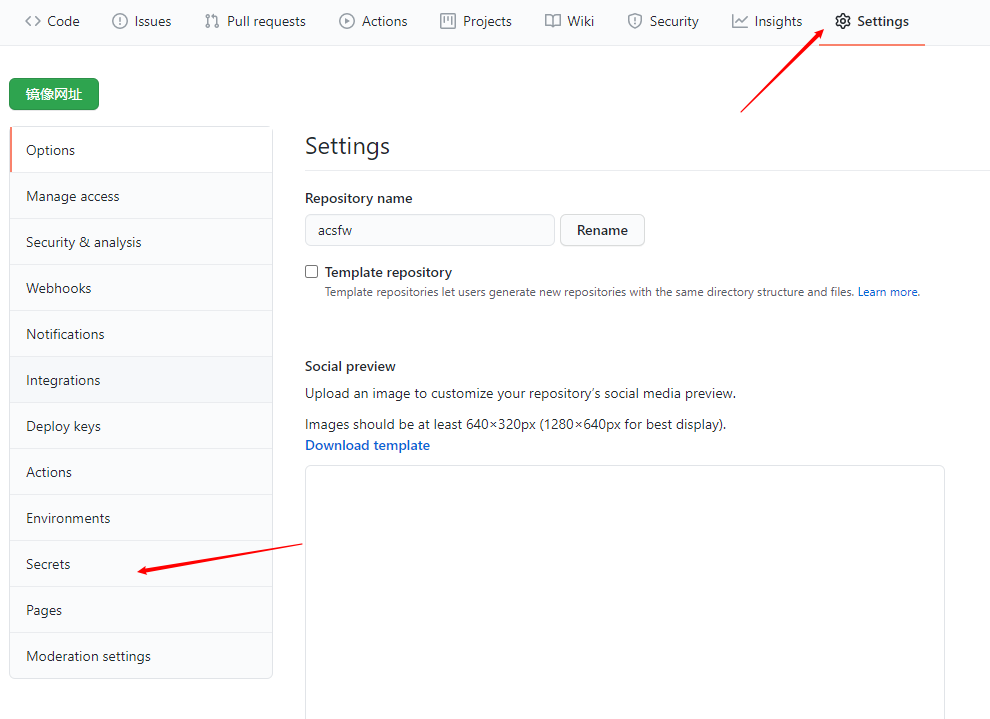 Code Issues Pull requests Actions Projects Wiki Security Insights Settings
镜像网址
Options
Manage access
Security & analysis
Webhooks
Notifications
Integrations
Deploy keys
Actions
Environments
Secrets
Pages
Moderation settings
Settings
Repository name
acsfw Rename
Template repository
Template repositories let users generate new repositories with the same directory structure and files. Learn more.
Social preview
Upload an image to customize your repository’s social media preview.
Images should be at least 640×320px (1280×640px for best display).
Download template